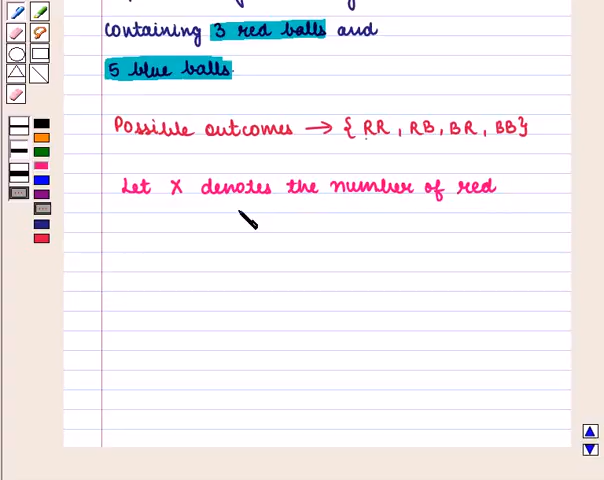 containing 3 red balls and
5 blue balls.
Possible outcomes → { RR , RB , BR , BB}
Let X denotes the number of red